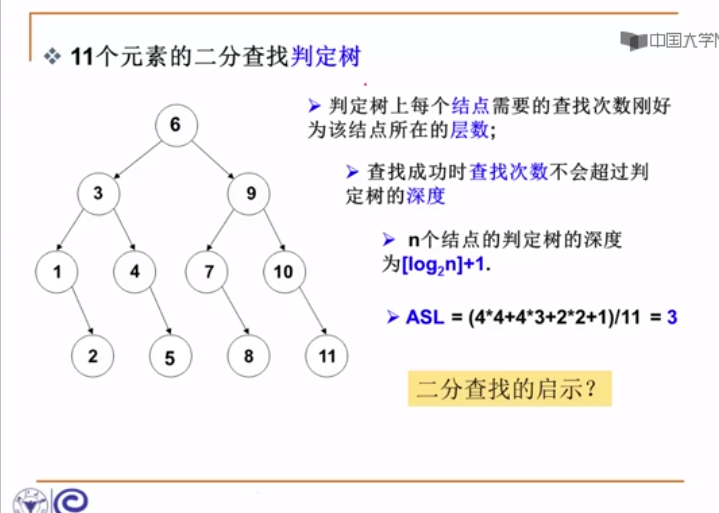 中国大学M
❖ 11个元素的二分查找判定树
➢ 判定树上每个结点需要的查找次数刚好
为该结点所在的层数;
➢ 查找成功时查找次数不会超过判
定树的深度
➢ n个结点的判定树的深度
为[log₂n]+1.
➢ ASL = (4*4+4*3+2*2+1)/11 = 3
二分查找的启示？
6
3 9
1 4 7 10
2 5 8 11